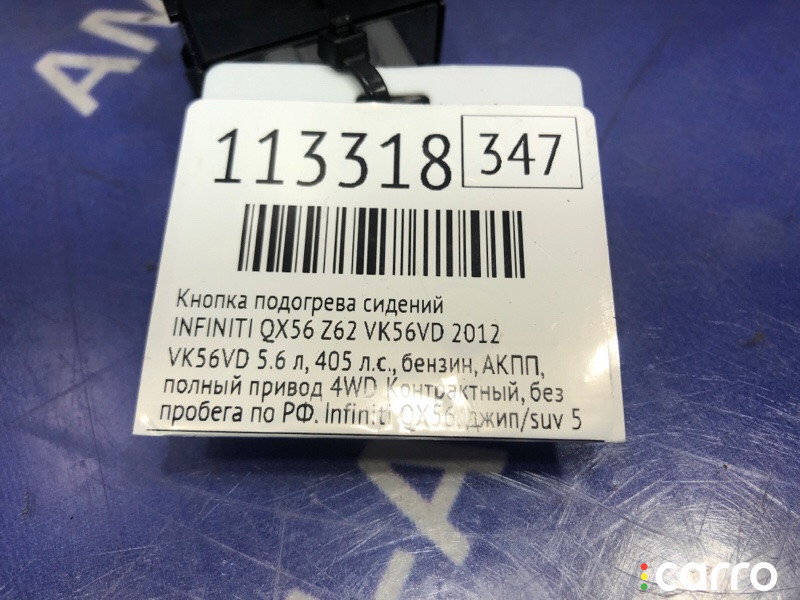 AM
113318 347
Кнопка подогрева сидений
INFINITI QX56 Z62 VK56VD 2012
VK56VD 5.6 л, 405 л.с., бензин, АКПП,
полный привод 4WD Контрактный, без
пробега по РФ. Infiniti QX56, джип/suv 5
carro